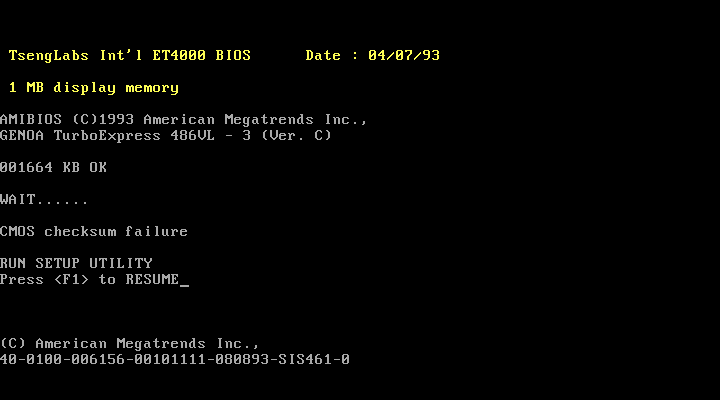 TsengLabs Int'l ET4000 BIOS Date : 04/07/93
1 MB display memory
AMIBIOS (C)1993 American Megatrends Inc.,
GENOA TurboExpress 486VL - 3 (Ver. C)
001664 KB OK
WAIT......
CMOS checksum failure
RUN SETUP UTILITY
Press <F1> to RESUME_
(C) American Megatrends Inc.,
40-0100-006156-00101111-080893-SIS461-0